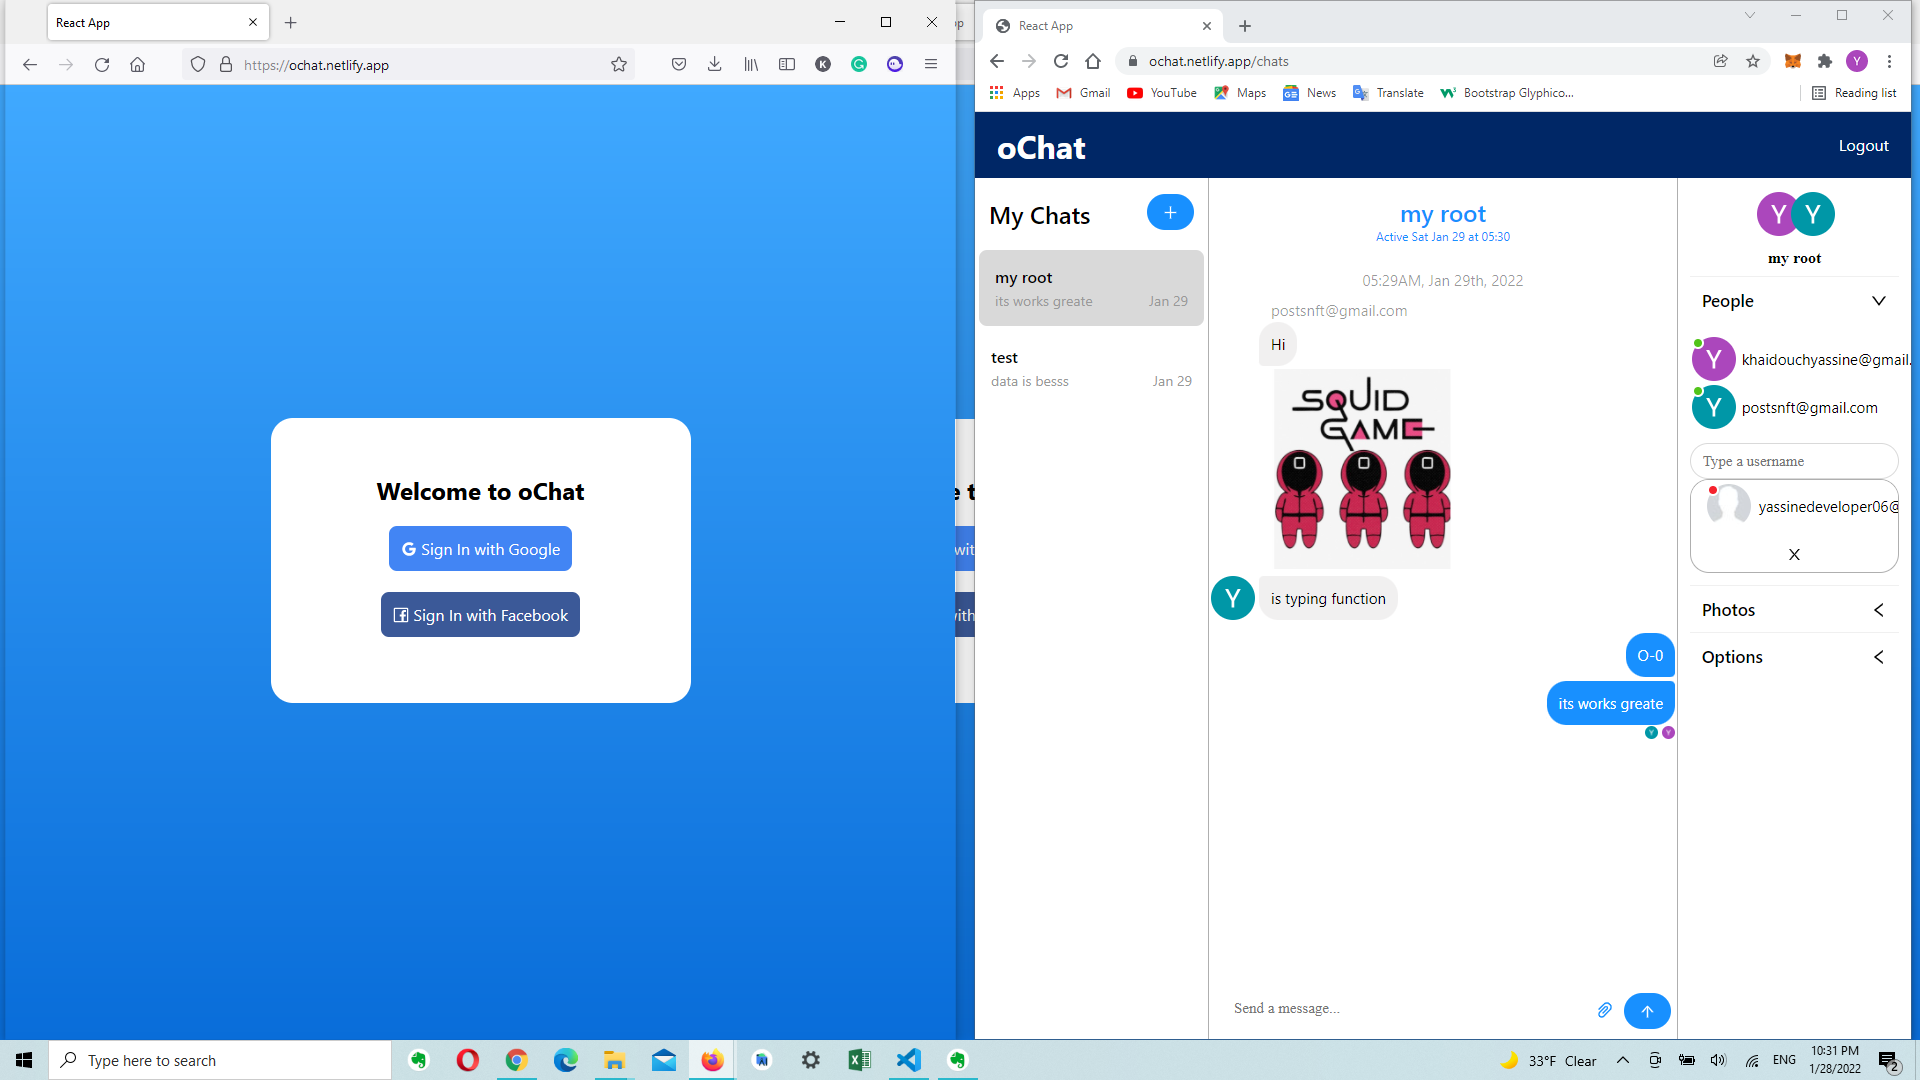 React App
https://ochat.netlify.app
Welcome to oChat
Sign In with Google
Sign In with Facebook
React App
ochat.netlify.app/chats
Y
Apps Gmail YouTube Maps News Translate Bootstrap Glyphico... Reading list
oChat
Logout
My Chats
my root
its works greate Jan 29
test
data is besss Jan 29
my root
Active Sat Jan 29 at 05:30
05:29AM, Jan 29th, 2022
postsnft@gmail.com
Hi
SQUID
GAME
Y is typing function
O-0
its works greate
Y Y
Y Y
my root
People
Y khaidouchyassine@gmail.
Y postsnft@gmail.com
Type a username
yassinedeveloper06@
X
Photos
Options
Send a message...
Type here to search
33°F Clear
ENG
10:31 PM
1/28/2022
2